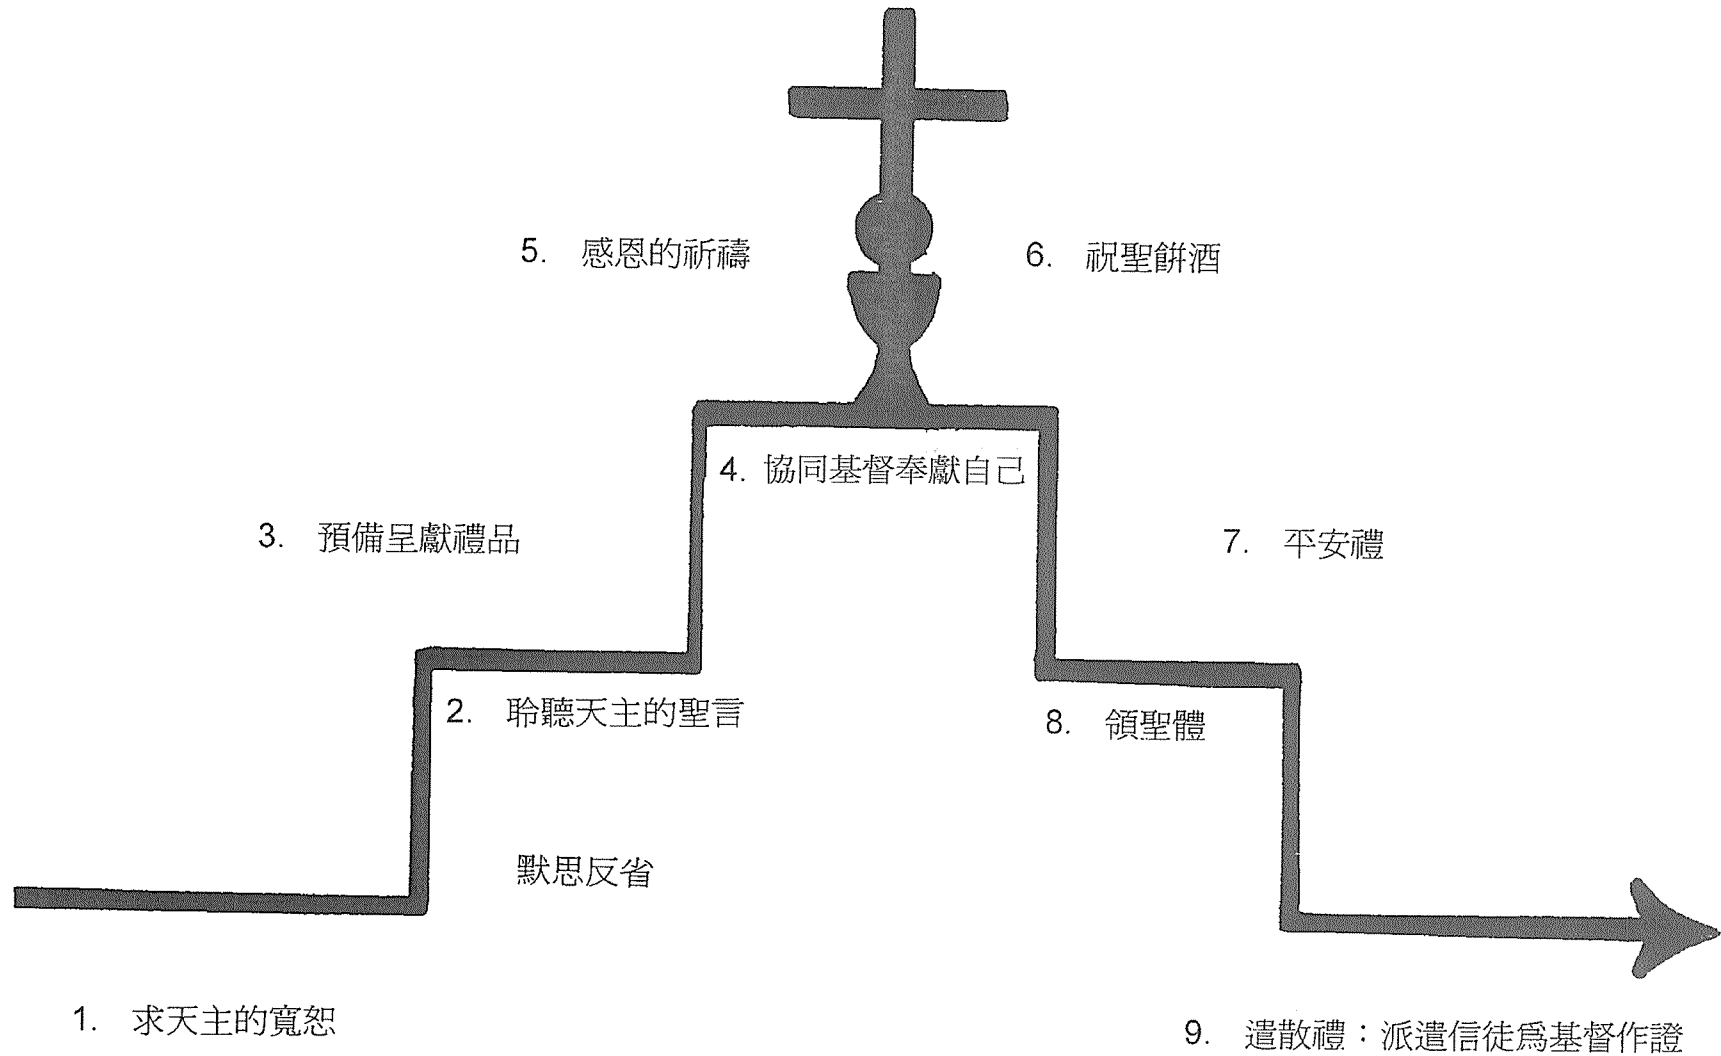 5. 感恩的祈禱
6. 祝聖餅酒
4. 協同基督奉獻自己
3. 預備呈獻禮品
7. 平安禮
2. 聆聽天主的聖言
8. 領聖體
默思反省
1. 求天主的寬恕
9. 遣散禮：派遣信徒爲基督作證